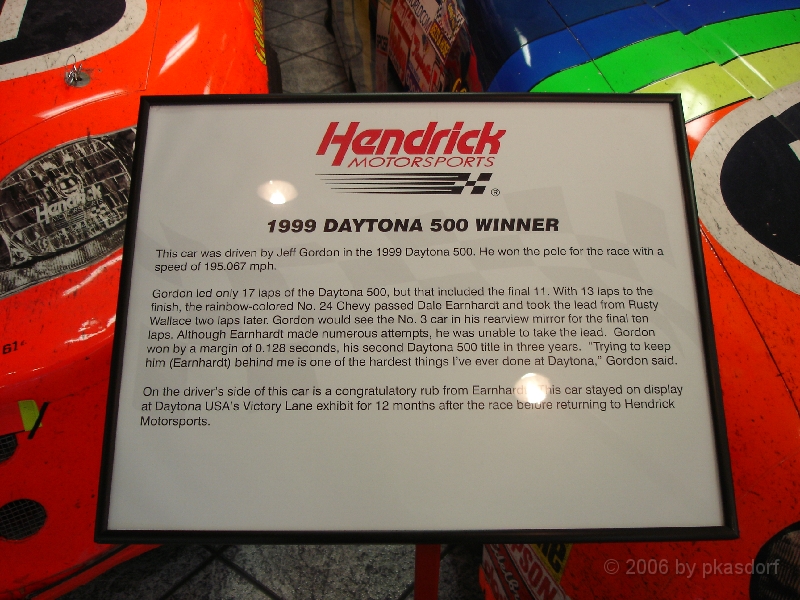 Hendrick
MOTORSPORTS
®
1999 DAYTONA 500 WINNER
This car was driven by Jeff Gordon in the 1999 Daytona 500. He won the pole for the race with a
speed of 195.067 mph.
Gordon led only 17 laps of the Daytona 500, but that included the final 11. With 13 laps to the
finish, the rainbow-colored No. 24 Chevy passed Dale Earnhardt and took the lead from Rusty
Wallace two laps later. Gordon would see the No. 3 car in his rearview mirror for the final ten
laps. Although Earnhardt made numerous attempts, he was unable to take the lead. Gordon
won by a margin of 0.128 seconds, his second Daytona 500 title in three years. "Trying to keep
him (Earnhardt) behind me is one of the hardest things I've ever done at Daytona," Gordon said.
On the driver's side of this car is a congratulatory rub from Earnhardt. This car stayed on display
at Daytona USA's Victory Lane exhibit for 12 months after the race before returning to Hendrick
Motorsports.
Hendrick
61
© 2006 by pkasdorf